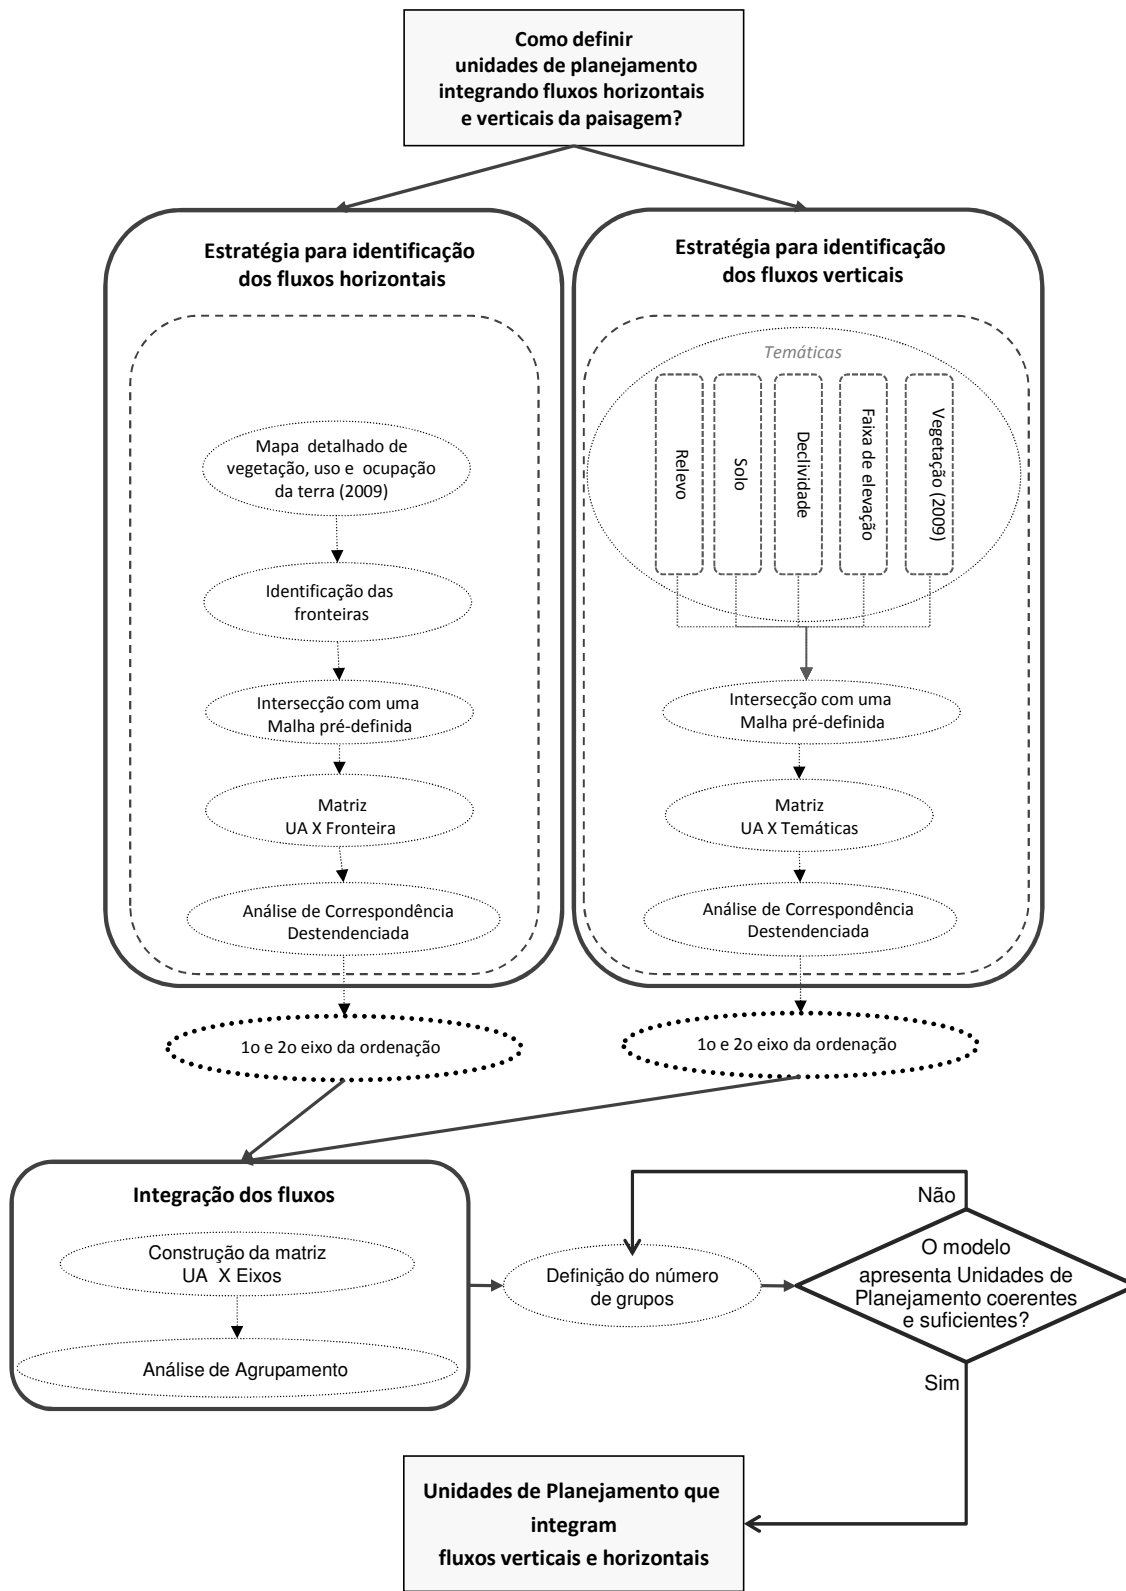 Como definir
unidades de planejamento
integrando fluxos horizontais
e verticais da paisagem?
Estratégia para identificação
dos fluxos horizontais
Mapa detalhado de
vegetação, uso e ocupação
da terra (2009)
Identificação das
fronteiras
Intersecção com uma
Malha pré-definida
Matriz
UA X Fronteira
Análise de Correspondência
Destendenciada
1o e 2o eixo da ordenação
Estratégia para identificação
dos fluxos verticais
Temáticas
Relevo
Solo
Declividade
Faixa de elevação
Vegetação (2009)
Intersecção com uma
Malha pré-definida
Matriz
UA X Temáticas
Análise de Correspondência
Destendenciada
1o e 2o eixo da ordenação
Integração dos fluxos
Construção da matriz
UA X Eixos
Análise de Agrupamento
Definição do número
de grupos
Não
O modelo
apresenta Unidades de
Planejamento coerentes
e suficientes?
Sim
Unidades de Planejamento que
integram
fluxos verticais e horizontais